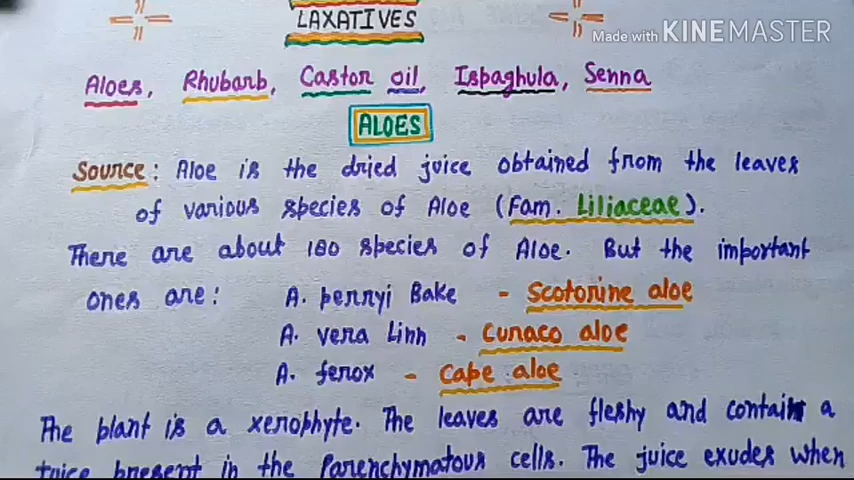 LAXATIVES
Made with KINEMASTER
Aloes, Rhubarb, Castor oil, Ispaghula, Senna
ALOES
Source: Aloe is the dried juice obtained from the leaves
of various species of Aloe (Fam. Liliaceae).
There are about 180 species of Aloe. But the important
ones are: A. perryi Bake - Scotorine aloe
A. vera Linn - Curaco aloe
A. ferox - Cape aloe
The plant is a xerophyte. The leaves are fleshy and contain a
juice present in the Parenchymatous cells. The juice exudes when